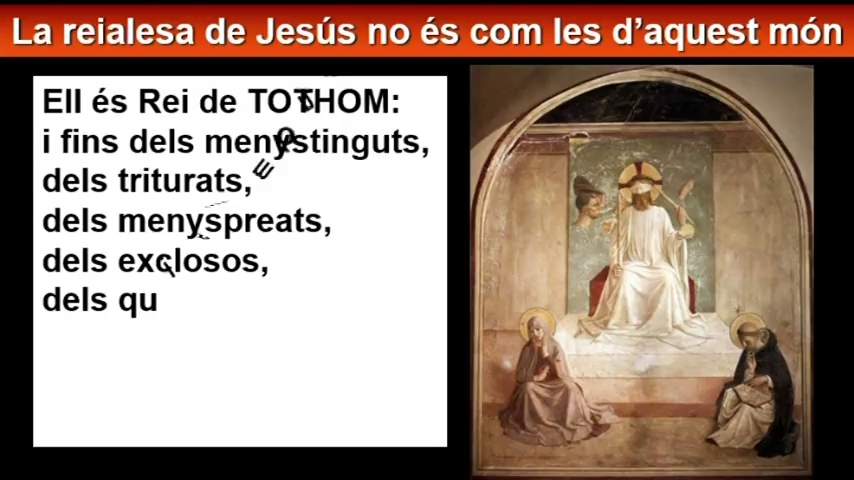 La reialesa de Jesús no és com les d'aquest món
Ell és Rei de TOTHOM:
i fins dels menystinguts,
dels triturats,
dels menyspreats,
dels exclosos,
dels qu